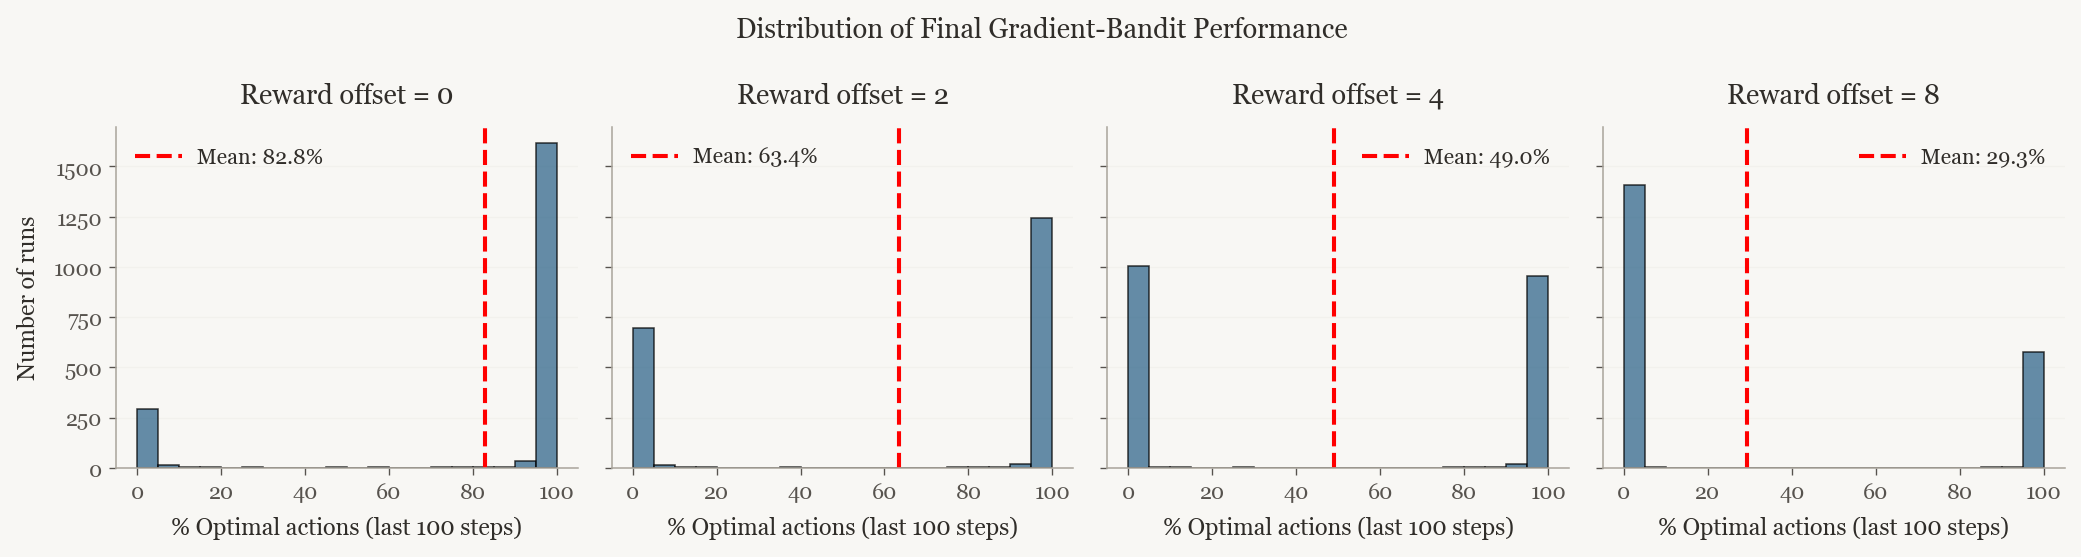 Distribution of Final Gradient-Bandit Performance
Reward offset = 0
Mean: 82.8%
Number of runs
1500
1250
1000
750
500
250
0
0 20 40 60 80 100
% Optimal actions (last 100 steps)
Reward offset = 2
Mean: 63.4%
0 20 40 60 80 100
% Optimal actions (last 100 steps)
Reward offset = 4
Mean: 49.0%
0 20 40 60 80 100
% Optimal actions (last 100 steps)
Reward offset = 8
Mean: 29.3%
0 20 40 60 80 100
% Optimal actions (last 100 steps)